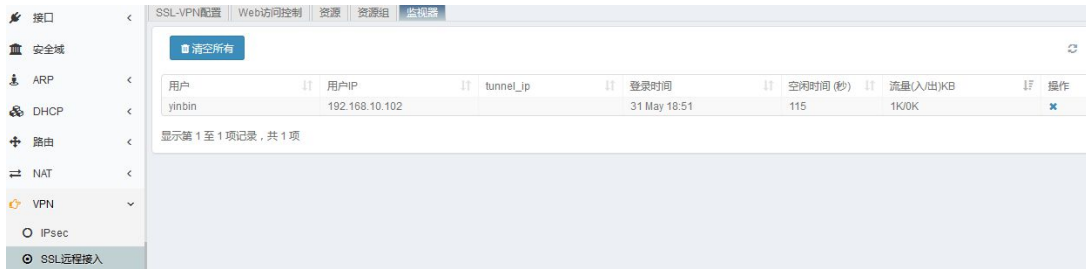 接口
安全域
ARP
DHCP
路由
NAT
VPN
IPsec
SSL远程接入
SSL-VPN配置 Web访问控制 资源 资源组 监视器
清空所有
用户 用户IP tunnel_ip 登录时间 空闲时间 (秒) 流量(入/出)KB 操作
yinbin 192.168.10.102 31 May 18:51 115 1K/0K
显示第 1 至 1 项记录，共 1 项